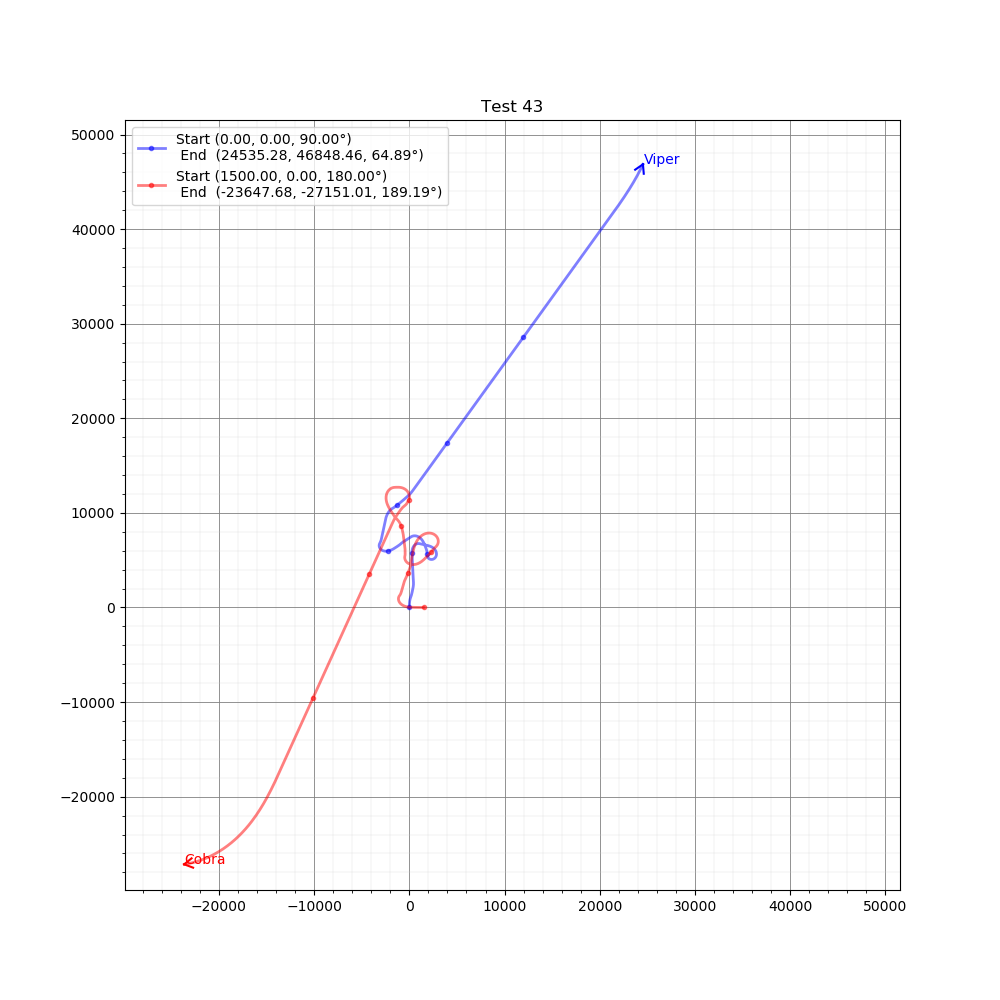 Test 43
Start (0.00, 0.00, 90.00°)
End  (24535.28, 46848.46, 64.89°)
Start (1500.00, 0.00, 180.00°)
End  (-23647.68, -27151.01, 189.19°)
50000
40000
30000
20000
10000
0
−10000
−20000
Viper
Cobra
−20000 −10000 0 10000 20000 30000 40000 50000